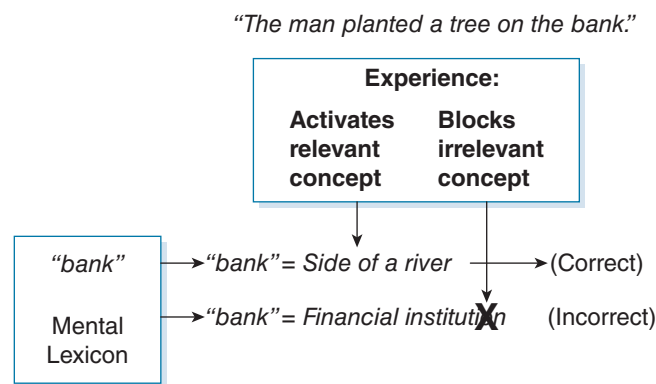 “The man planted a tree on the bank.”
Experience:
Activates Blocks
relevant irrelevant
concept concept
“bank” “bank” = Side of a river (Correct)
“bank” = Financial institution X (Incorrect)
Mental
Lexicon